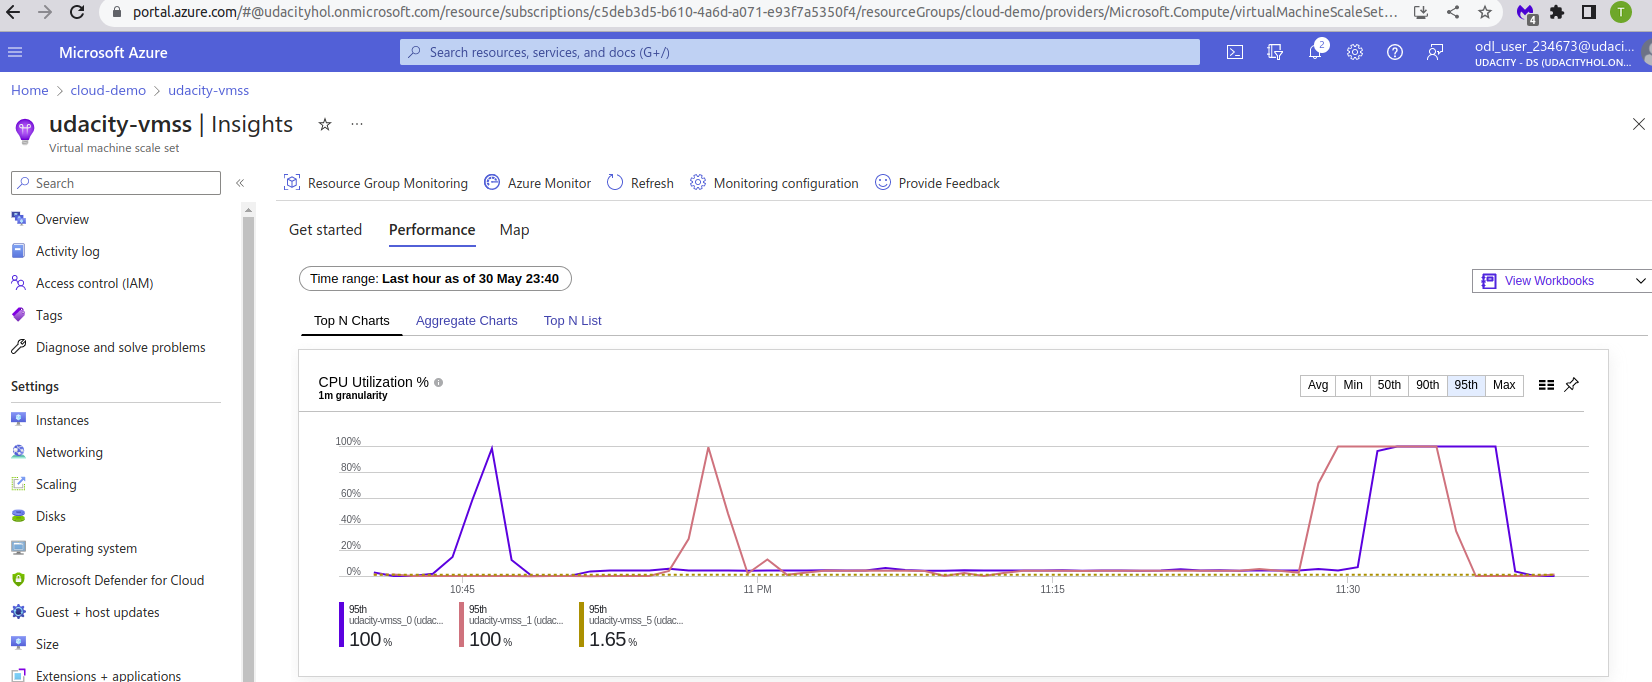 portal.azure.com/#@udacityhol.onmicrosoft.com/resource/subscriptions/c5deb3d5-b610-4a6d-a071-e93f7a5350f4/resourceGroups/cloud-demo/providers/Microsoft.Compute/virtualMachineScaleSet...
4
T
Microsoft Azure
Search resources, services, and docs (G+/)
2
odl_user_234673@udaci...
UDACITY - DS (UDACITYHOL.ON...
Home > cloud-demo > udacity-vmss
udacity-vmss | Insights
Virtual machine scale set
Search
Resource Group Monitoring
Azure Monitor
Refresh
Monitoring configuration
Provide Feedback
Overview
Activity log
Access control (IAM)
Tags
Diagnose and solve problems
Settings
Instances
Networking
Scaling
Disks
Operating system
Microsoft Defender for Cloud
Guest + host updates
Size
Extensions + applications
Get started
Performance
Map
Time range: Last hour as of 30 May 23:40
View Workbooks
Top N Charts
Aggregate Charts
Top N List
CPU Utilization %
1m granularity
Avg Min 50th 90th 95th Max
100%
80%
60%
40%
20%
0%
10:45
11 PM
11:15
11:30
95th
udacity-vmss_0 (udac...
100 %
95th
udacity-vmss_1 (udac...
100 %
95th
udacity-vmss_5 (udac...
1.65 %